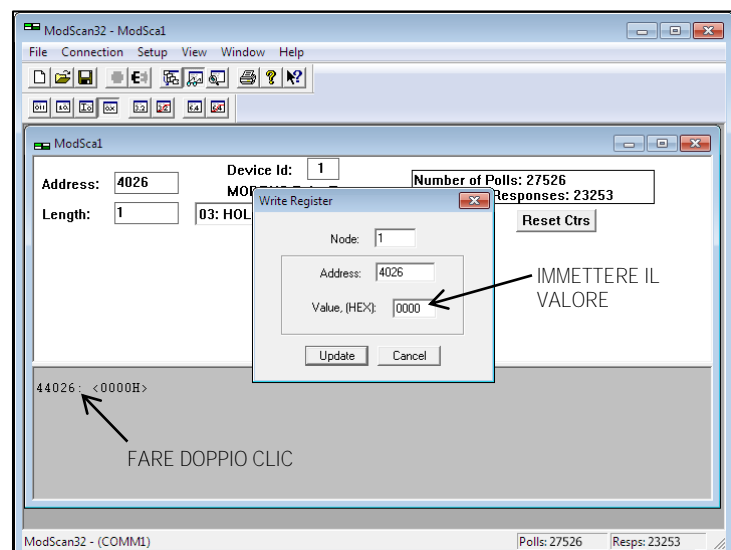 ModScan32 - ModSca1
File Connection Setup View Window Help
ModSca1
Address: 4026
Device Id: 1
Number of Polls: 27526
Responses: 23253
Length: 1
03: HOL
Reset Ctrs
Write Register
Node: 1
Address: 4026
Value, (HEX): 0000
Update Cancel
IMMETTERE IL
VALORE
44026: <0000H>
FARE DOPPIO CLIC
ModScan32 - (COMM1)
Polls: 27526
Resps: 23253